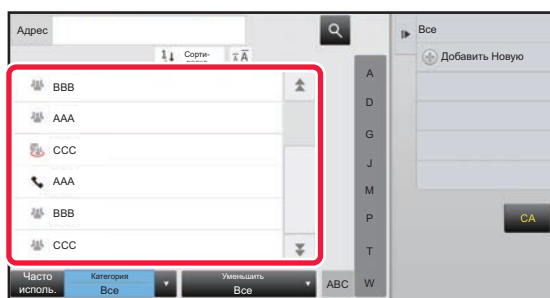 Адрес
Сорти-
BBB
AAA
CCC
AAA
BBB
CCC
A
D
G
J
M
P
T
W
Часто
исполь.
Категория
Все
Уменьшить
Все
ABC
Все
Добавить Новую
CA